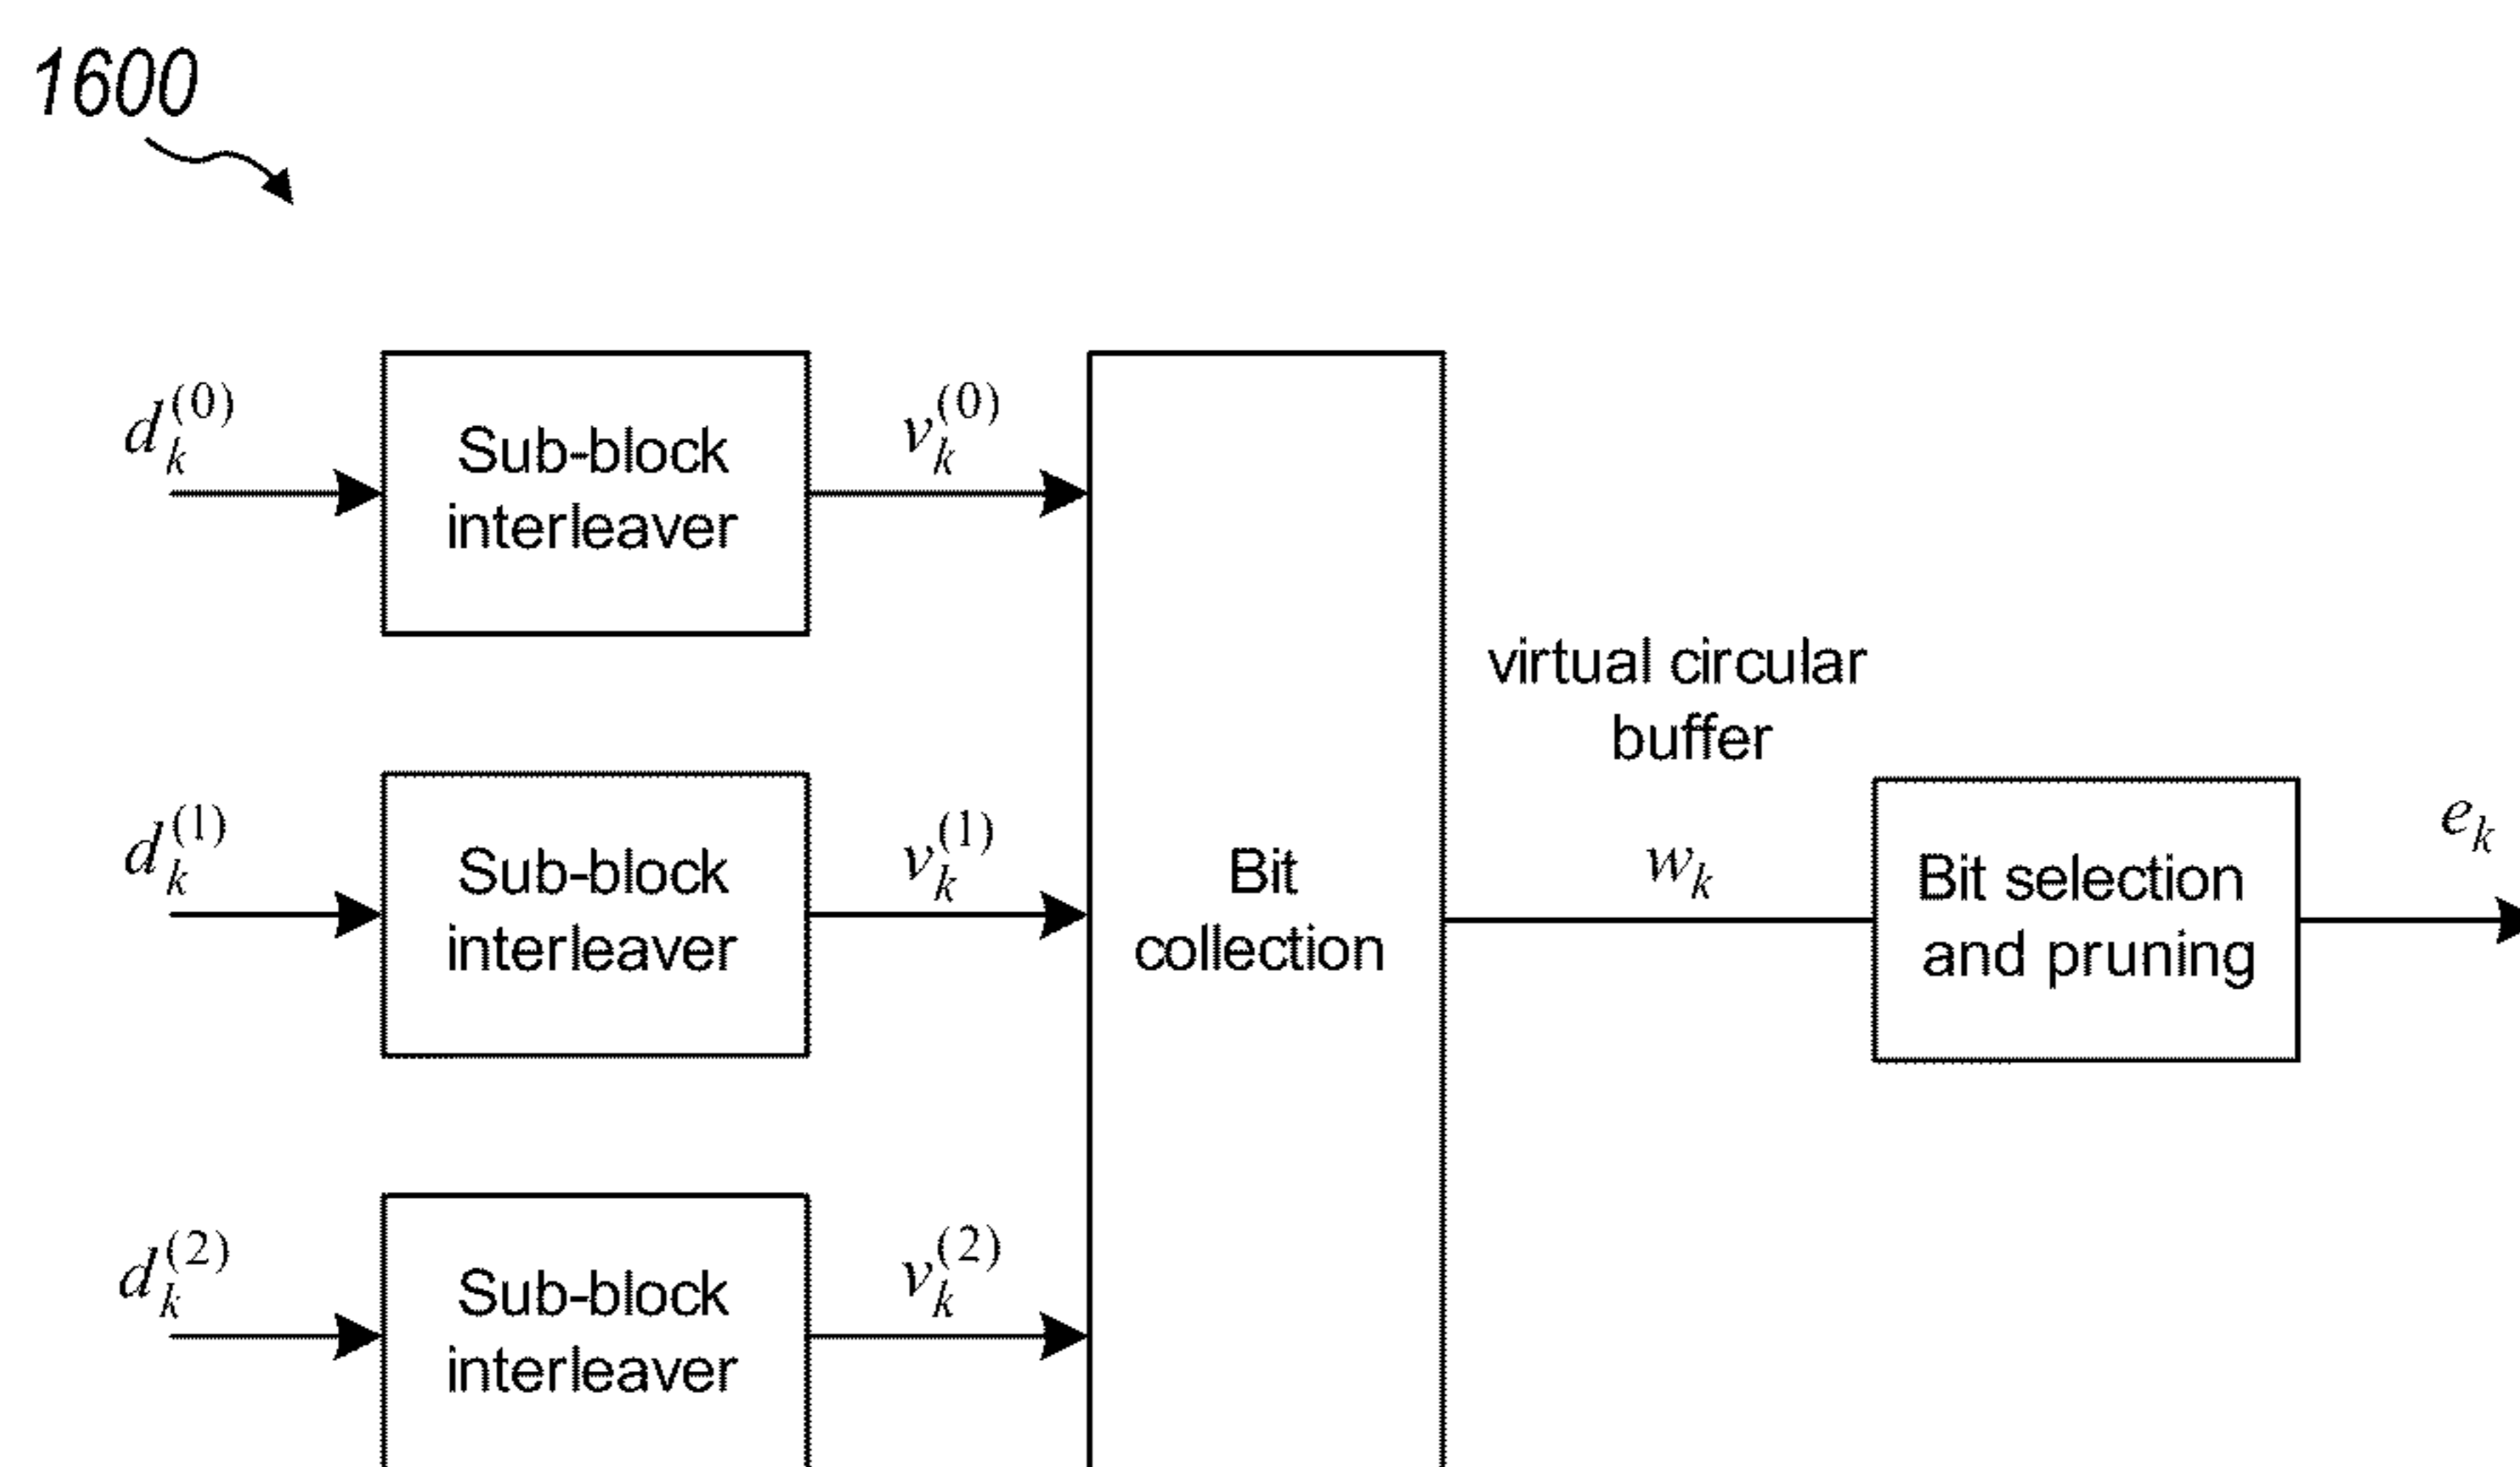 1600
d_k^(0)
Sub-block
interleaver
v_k^(0)
d_k^(1)
Sub-block
interleaver
v_k^(1)
d_k^(2)
Sub-block
interleaver
v_k^(2)
Bit
collection
virtual circular
buffer
w_k
Bit selection
and pruning
e_k